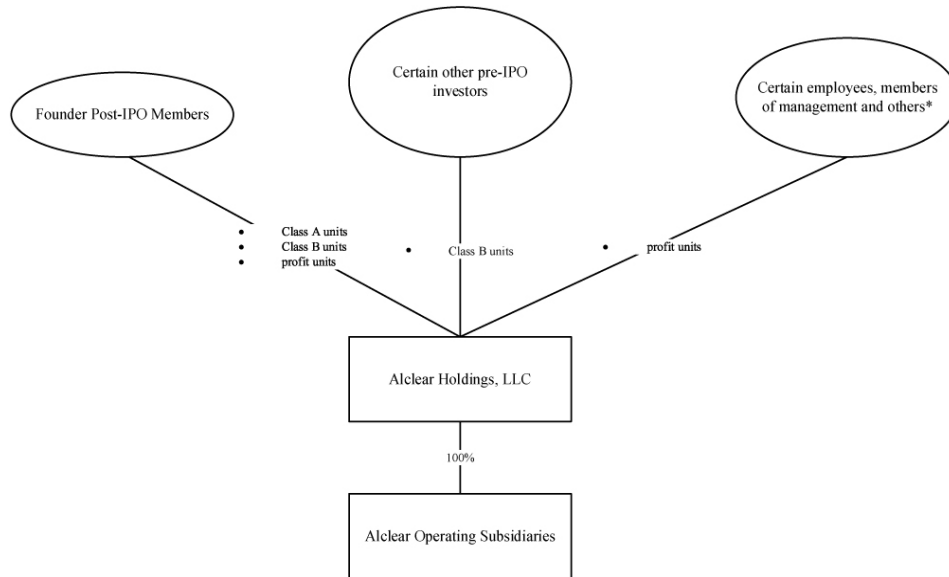 Certain other pre-IPO
investors
Founder Post-IPO Members
Certain employees, members
of management and others*
• Class A units
• Class B units
• profit units
• Class B units
• profit units
Alclear Holdings, LLC
100%
Alclear Operating Subsidiaries